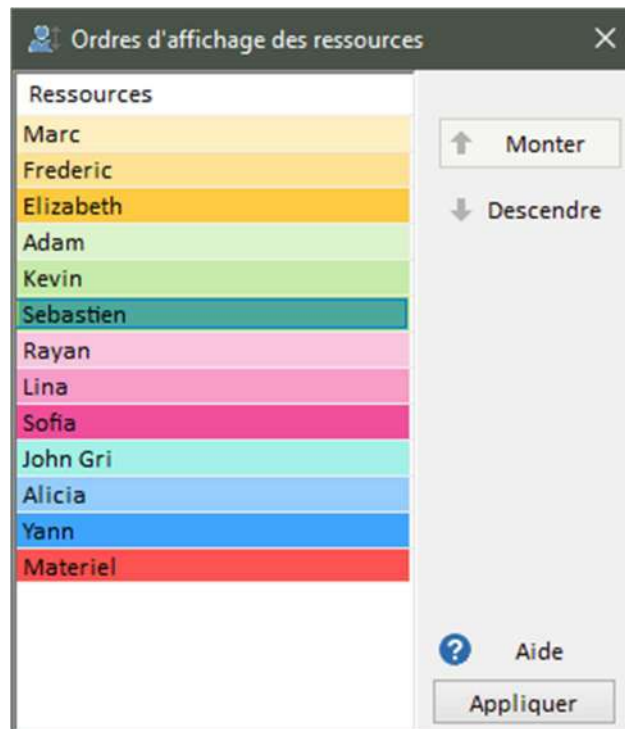 Ordres d'affichage des ressources
Ressources
Marc
Frederic
Elizabeth
Adam
Kevin
Sebastien
Rayan
Lina
Sofia
John Gri
Alicia
Yann
Materiel
Monter
Descendre
Aide
Appliquer